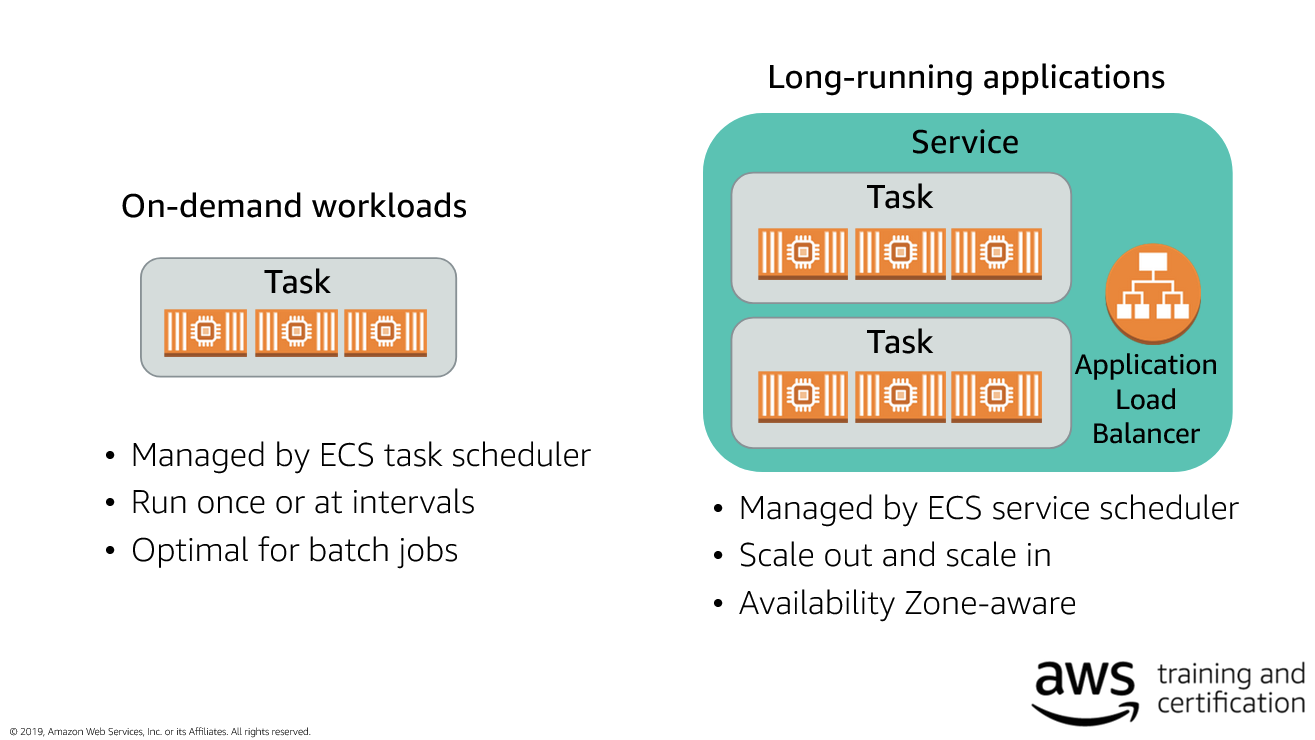 On-demand workloads
Task
• Managed by ECS task scheduler
• Run once or at intervals
• Optimal for batch jobs
Long-running applications
Service
Task
Task
Application
Load
Balancer
• Managed by ECS service scheduler
• Scale out and scale in
• Availability Zone-aware
aws training and
certification
© 2019, Amazon Web Services, Inc. or its Affiliates. All rights reserved.